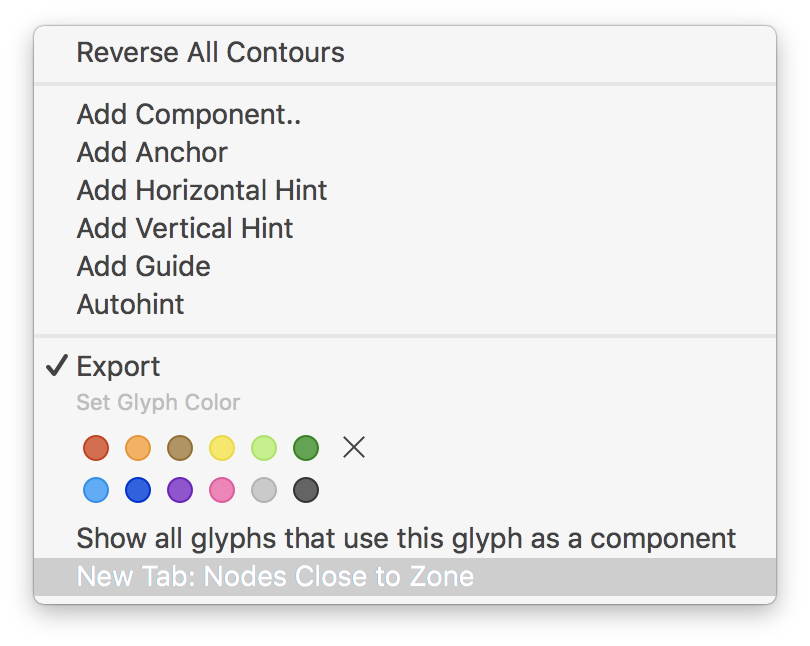 Reverse All Contours
Add Component..
Add Anchor
Add Horizontal Hint
Add Vertical Hint
Add Guide
Autohint
Export
Set Glyph Color
Show all glyphs that use this glyph as a component
New Tab: Nodes Close to Zone